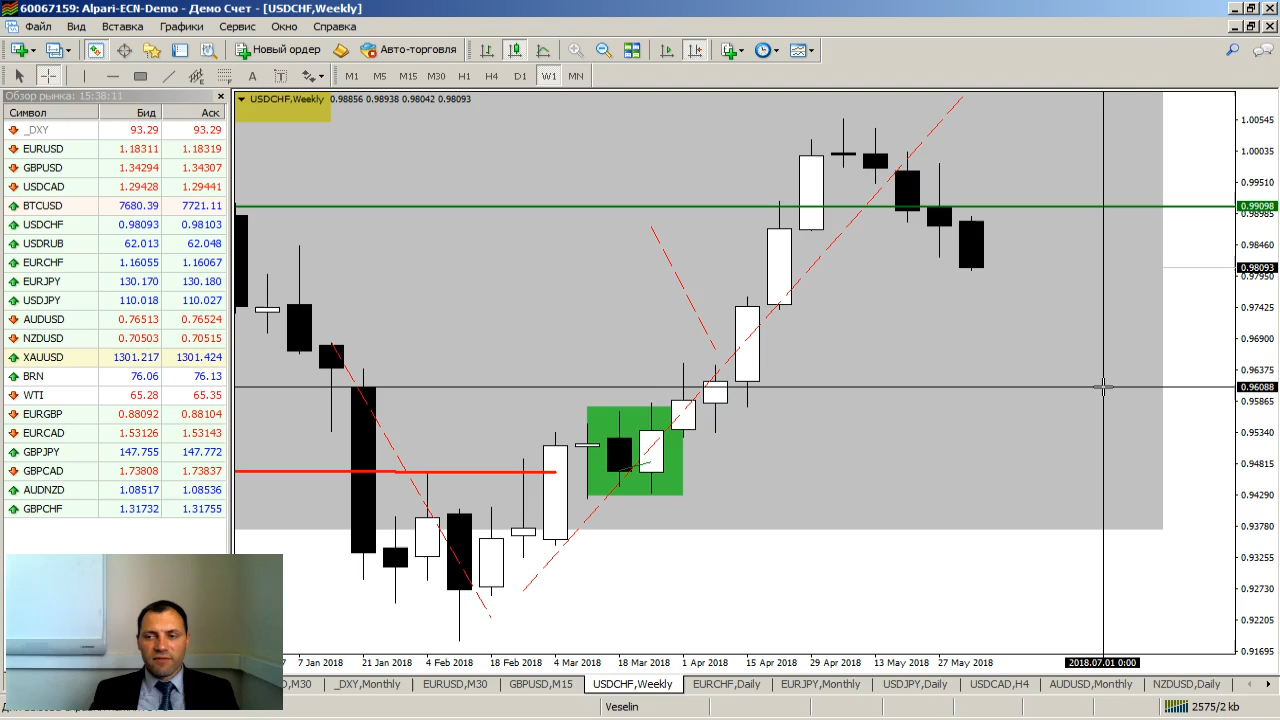 60067159: Alpari-ECN-Demo - Демо Счет - [USDCHF,Weekly]
Файл Вид Вставка Графики Сервис Окно Справка
Новый ордер Авто-торговля
A T M1 M5 M15 M30 H1 H4 D1 W1 MN
Обзор рынка: 15:38:11
Символ Бид Аск
_DXY 93.29 93.29
EURUSD 1.18311 1.18319
GBPUSD 1.34294 1.34307
USDCAD 1.29428 1.29441
BTCUSD 7680.39 7721.11
USDCHF 0.98093 0.98103
USDRUB 62.013 62.048
EURCHF 1.16055 1.16067
EURJPY 130.170 130.180
USDJPY 110.018 110.027
AUDUSD 0.76513 0.76524
NZDUSD 0.70503 0.70515
XAUUSD 1301.217 1301.424
BRN 76.06 76.13
WTI 65.28 65.35
EURGBP 0.88092 0.88104
EURCAD 1.53126 1.53143
GBPJPY 147.755 147.772
GBPCAD 1.73808 1.73837
AUDNZD 1.08517 1.08536
GBPCHF 1.31732 1.31755
USDCHF,Weekly 0.98856 0.98938 0.98042 0.98093
1.00545
1.00035
0.99510
0.99098
0.98985
0.98460
0.98093
0.97950
0.97425
0.96900
0.96375
0.96088
0.95865
0.95340
0.94815
0.94290
0.93780
0.93255
0.92730
0.92205
0.91695
7 Jan 2018 21 Jan 2018 4 Feb 2018 18 Feb 2018 4 Mar 2018 18 Mar 2018 1 Apr 2018 15 Apr 2018 29 Apr 2018 13 May 2018 27 May 2018 2018.07.01 0:00
D,M30 _DXY,Monthly EURUSD,M30 GBPUSD,M15 USDCHF,Weekly EURCHF,Daily EURJPY,Monthly USDJPY,Daily USDCAD,H4 AUDUSD,Monthly NZDUSD,Daily
Veselin 2575/2 kb